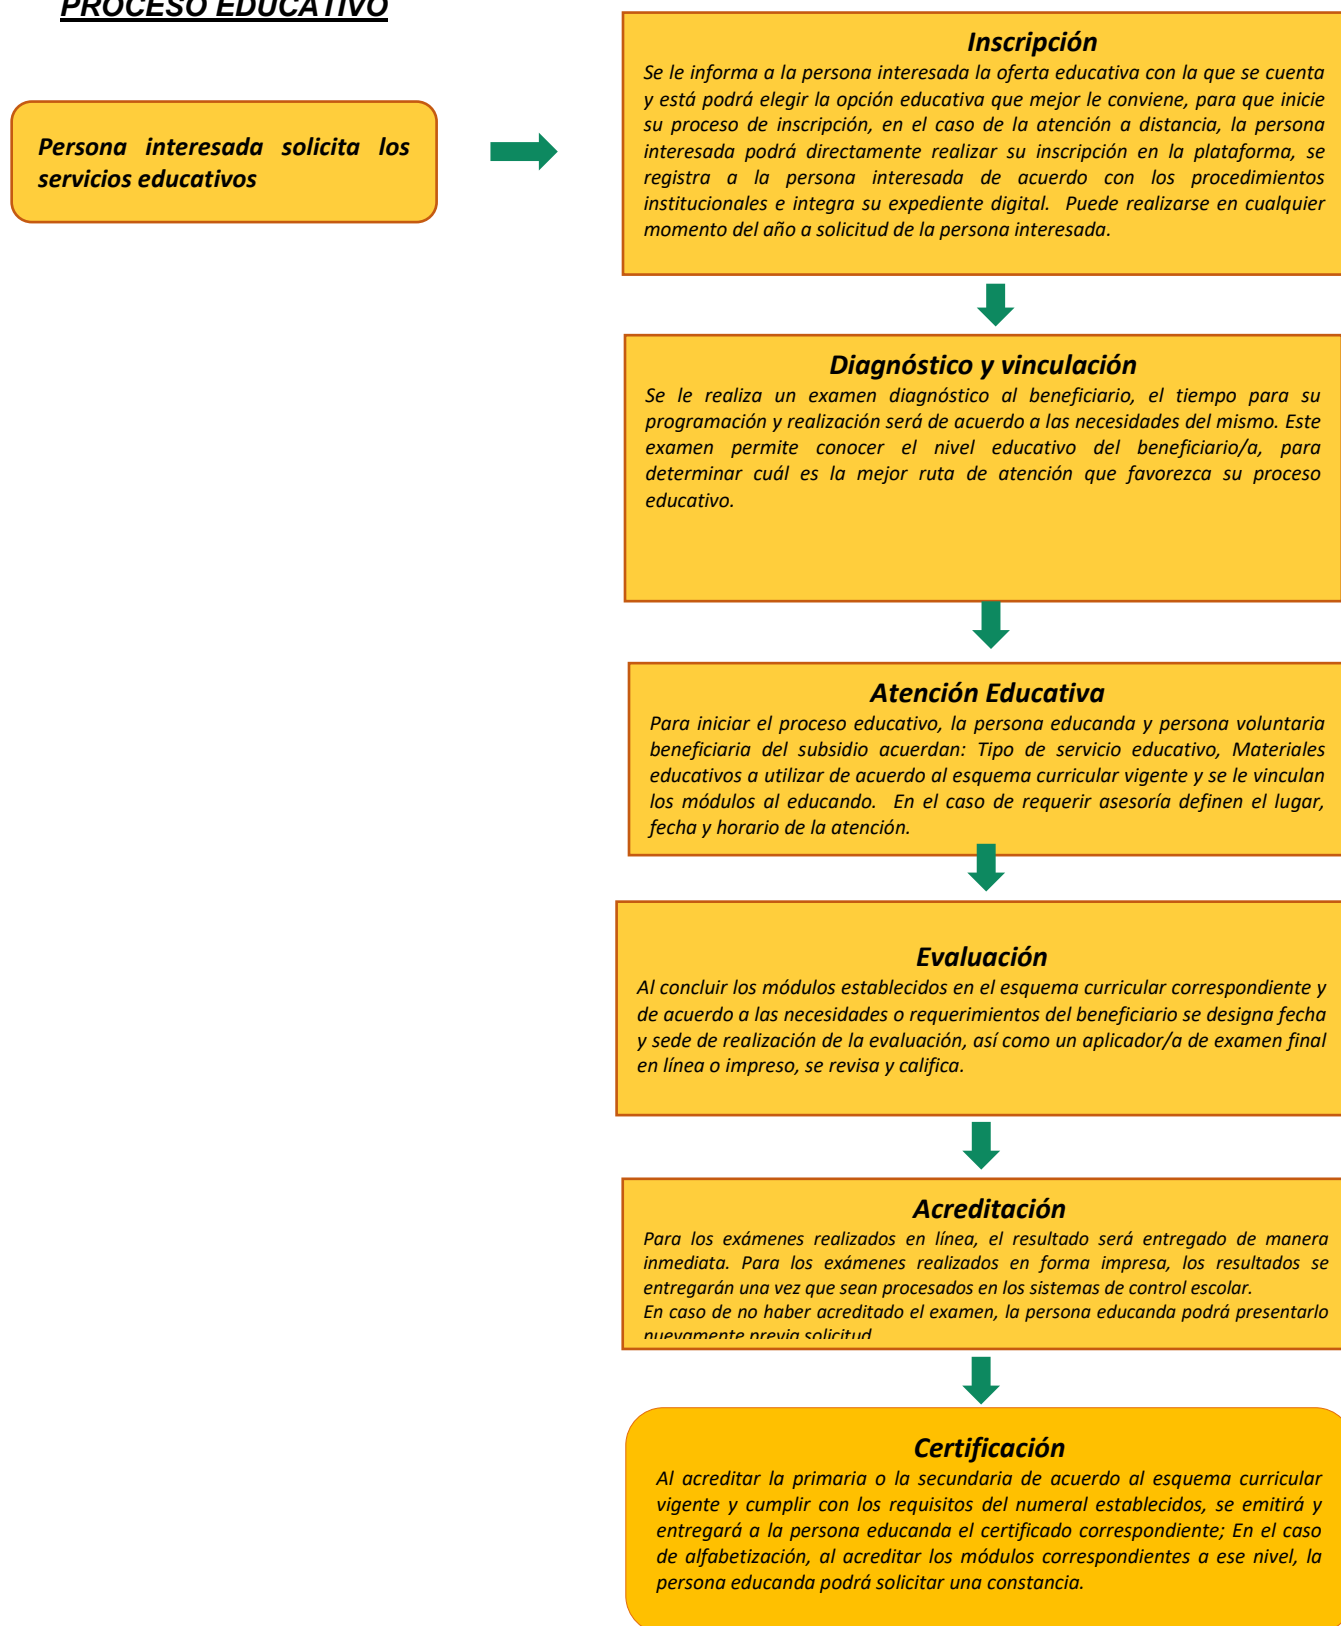 PROCESO EDUCATIVO
Persona interesada solicita los
servicios educativos
Inscripción
Se le informa a la persona interesada la oferta educativa con la que se cuenta
y está podrá elegir la opción educativa que mejor le conviene, para que inicie
su proceso de inscripción, en el caso de la atención a distancia, la persona
interesada podrá directamente realizar su inscripción en la plataforma, se
registra a la persona interesada de acuerdo con los procedimientos
institucionales e integra su expediente digital. Puede realizarse en cualquier
momento del año a solicitud de la persona interesada.
Diagnóstico y vinculación
Se le realiza un examen diagnóstico al beneficiario, el tiempo para su
programación y realización será de acuerdo a las necesidades del mismo. Este
examen permite conocer el nivel educativo del beneficiario/a, para
determinar cuál es la mejor ruta de atención que favorezca su proceso
educativo.
Atención Educativa
Para iniciar el proceso educativo, la persona educanda y persona voluntaria
beneficiaria del subsidio acuerdan: Tipo de servicio educativo, Materiales
educativos a utilizar de acuerdo al esquema curricular vigente y se le vinculan
los módulos al educando. En el caso de requerir asesoría definen el lugar,
fecha y horario de la atención.
Evaluación
Al concluir los módulos establecidos en el esquema curricular correspondiente y
de acuerdo a las necesidades o requerimientos del beneficiario se designa fecha
y sede de realización de la evaluación, así como un aplicador/a de examen final
en línea o impreso, se revisa y califica.
Acreditación
Para los exámenes realizados en línea, el resultado será entregado de manera
inmediata. Para los exámenes realizados en forma impresa, los resultados se
entregarán una vez que sean procesados en los sistemas de control escolar.
En caso de no haber acreditado el examen, la persona educanda podrá presentarlo
nuevamente previa solicitud
Certificación
Al acreditar la primaria o la secundaria de acuerdo al esquema curricular
vigente y cumplir con los requisitos del numeral establecidos, se emitirá y
entregará a la persona educanda el certificado correspondiente; En el caso
de alfabetización, al acreditar los módulos correspondientes a ese nivel, la
persona educanda podrá solicitar una constancia.